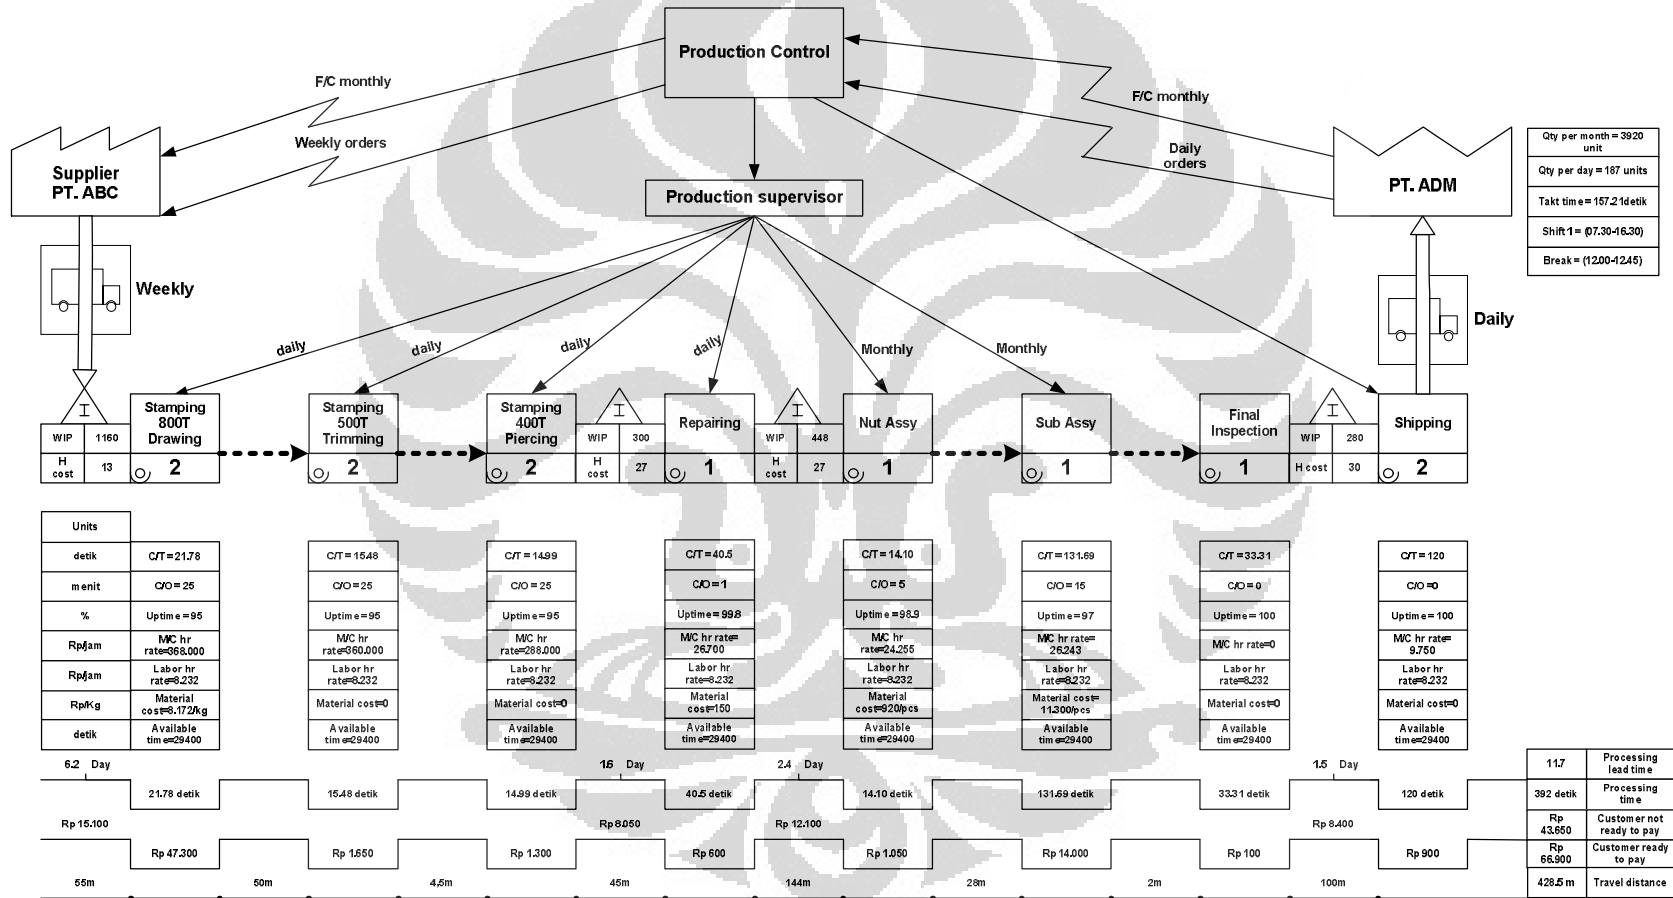 Production Control
F/C monthly
Weekly orders
F/C monthly
Daily
orders
Supplier
PT. ABC
Production supervisor
PT. ADM
Qty per month = 3920
unit
Qty per day = 187 units
Takt time = 157.21detik
Shift 1 = (07.30-16.30)
Break = (12.00-12.45)
Weekly
Daily
daily
daily
daily
daily
Monthly
Monthly
I
WIP 1160
H
cost
13
Stamping
800T
Drawing
2
Stamping
500T
Trimming
2
Stamping
400T
Piercing
2
I
WIP 300
H
cost
27
Repairing
1
I
WIP 448
H
cost
27
Nut Assy
1
Sub Assy
1
Final
Inspection
1
I
WIP 280
H cost 30
Shipping
2
Units
detik
menit
%
Rp/jam
Rp/jam
Rp/Kg
detik
C/T = 21.78
C/O = 25
Uptime = 95
M/C hr
rate=368.000
Labor hr
rate=8.232
Material
cost=8.172/kg
Available
time=29400
C/T = 15.48
C/O = 25
Uptime = 95
M/C hr
rate=360.000
Labor hr
rate=8.232
Material cost=0
Available
time=29400
C/T = 14.99
C/O = 25
Uptime = 95
M/C hr
rate=288.000
Labor hr
rate=8.232
Material cost=0
Available
time=29400
C/T = 40.5
C/O = 1
Uptime = 99.8
M/C hr rate=
26.700
Labor hr
rate=8.232
Material
cost=150
Available
time=29400
C/T = 14.10
C/O = 5
Uptime = 98.9
M/C hr
rate=24.255
Labor hr
rate=8.232
Material
cost=920/pcs
Available
time=29400
C/T = 131.69
C/O = 15
Uptime = 97
M/C hr rate=
26.243
Labor hr
rate=8.232
Material cost=
11.300/pcs
Available
time=29400
C/T = 33.31
C/O = 0
Uptime = 100
M/C hr rate=0
Labor hr
rate=8.232
Material cost=0
Available
time=29400
C/T = 120
C/O =0
Uptime = 100
M/C hr rate=
9.750
Labor hr
rate=8.232
Material cost=0
Available
time=29400
6.2 Day
1.6 Day
2.4 Day
1.5 Day
21.78 detik
15.48 detik
14.99 detik
40.5 detik
14.10 detik
131.69 detik
33.31 detik
120 detik
Rp 15.100
Rp 8.050
Rp 12.100
Rp 8.400
Rp 47.300
Rp 1.650
Rp 1.300
Rp 600
Rp 1.050
Rp 14.000
Rp 100
Rp 900
55m
50m
4,5m
45m
144m
28m
2m
100m
11.7
Processing
lead time
392 detik
Processing
time
Rp
43.650
Customer not
ready to pay
Rp
66.900
Customer ready
to pay
428.5 m
Travel distance